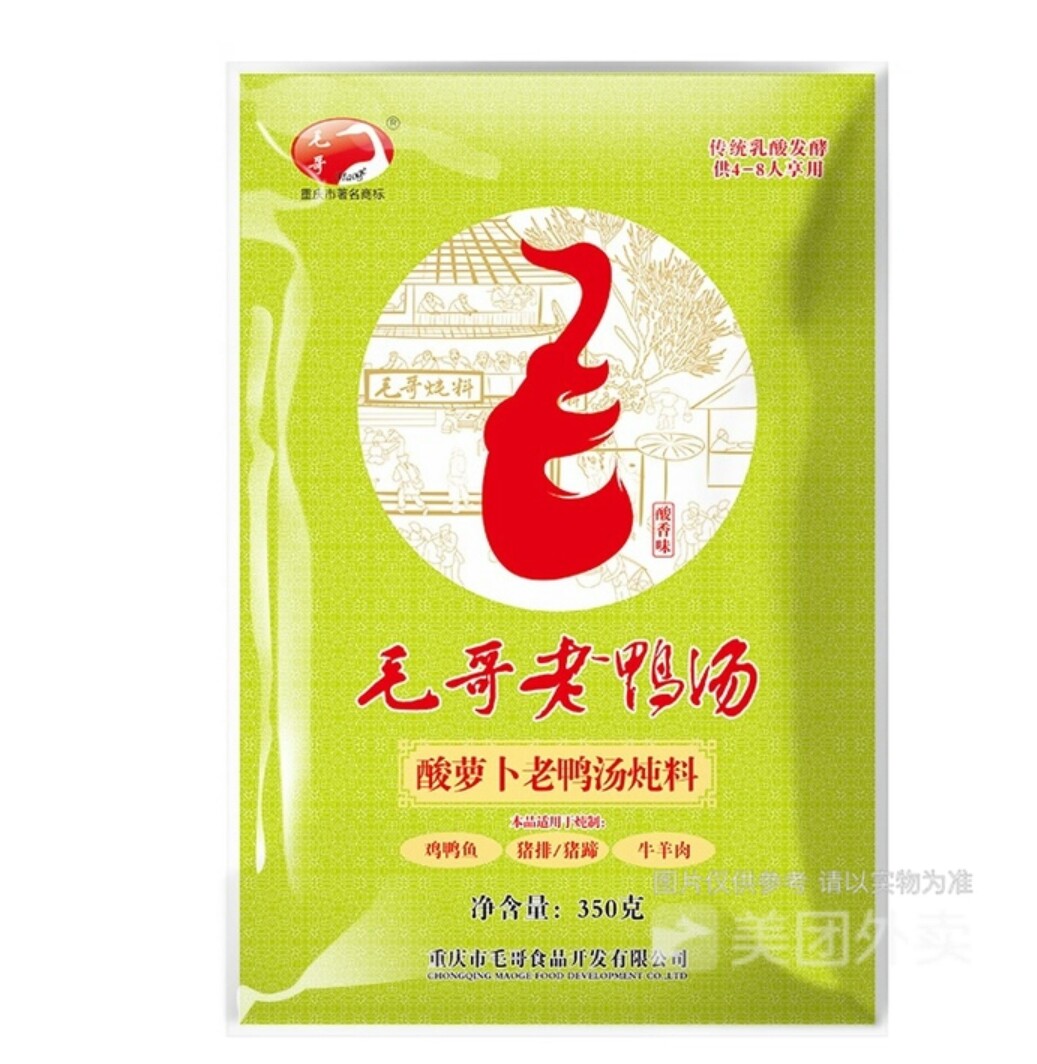 毛哥
MAOGE
®
重庆市著名商标
传统乳酸发酵
供4-8人享用
毛哥炖料
酸香味
毛哥老鸭汤
酸萝卜老鸭汤炖料
本品适用于炖制：
鸡鸭鱼 猪排/猪蹄 牛羊肉
图片仅供参考 请以实物为准
净含量：350克
美团外卖
重庆市毛哥食品开发有限公司
CHONGQING MAOGE FOOD DEVELOPMENT CO.,LTD